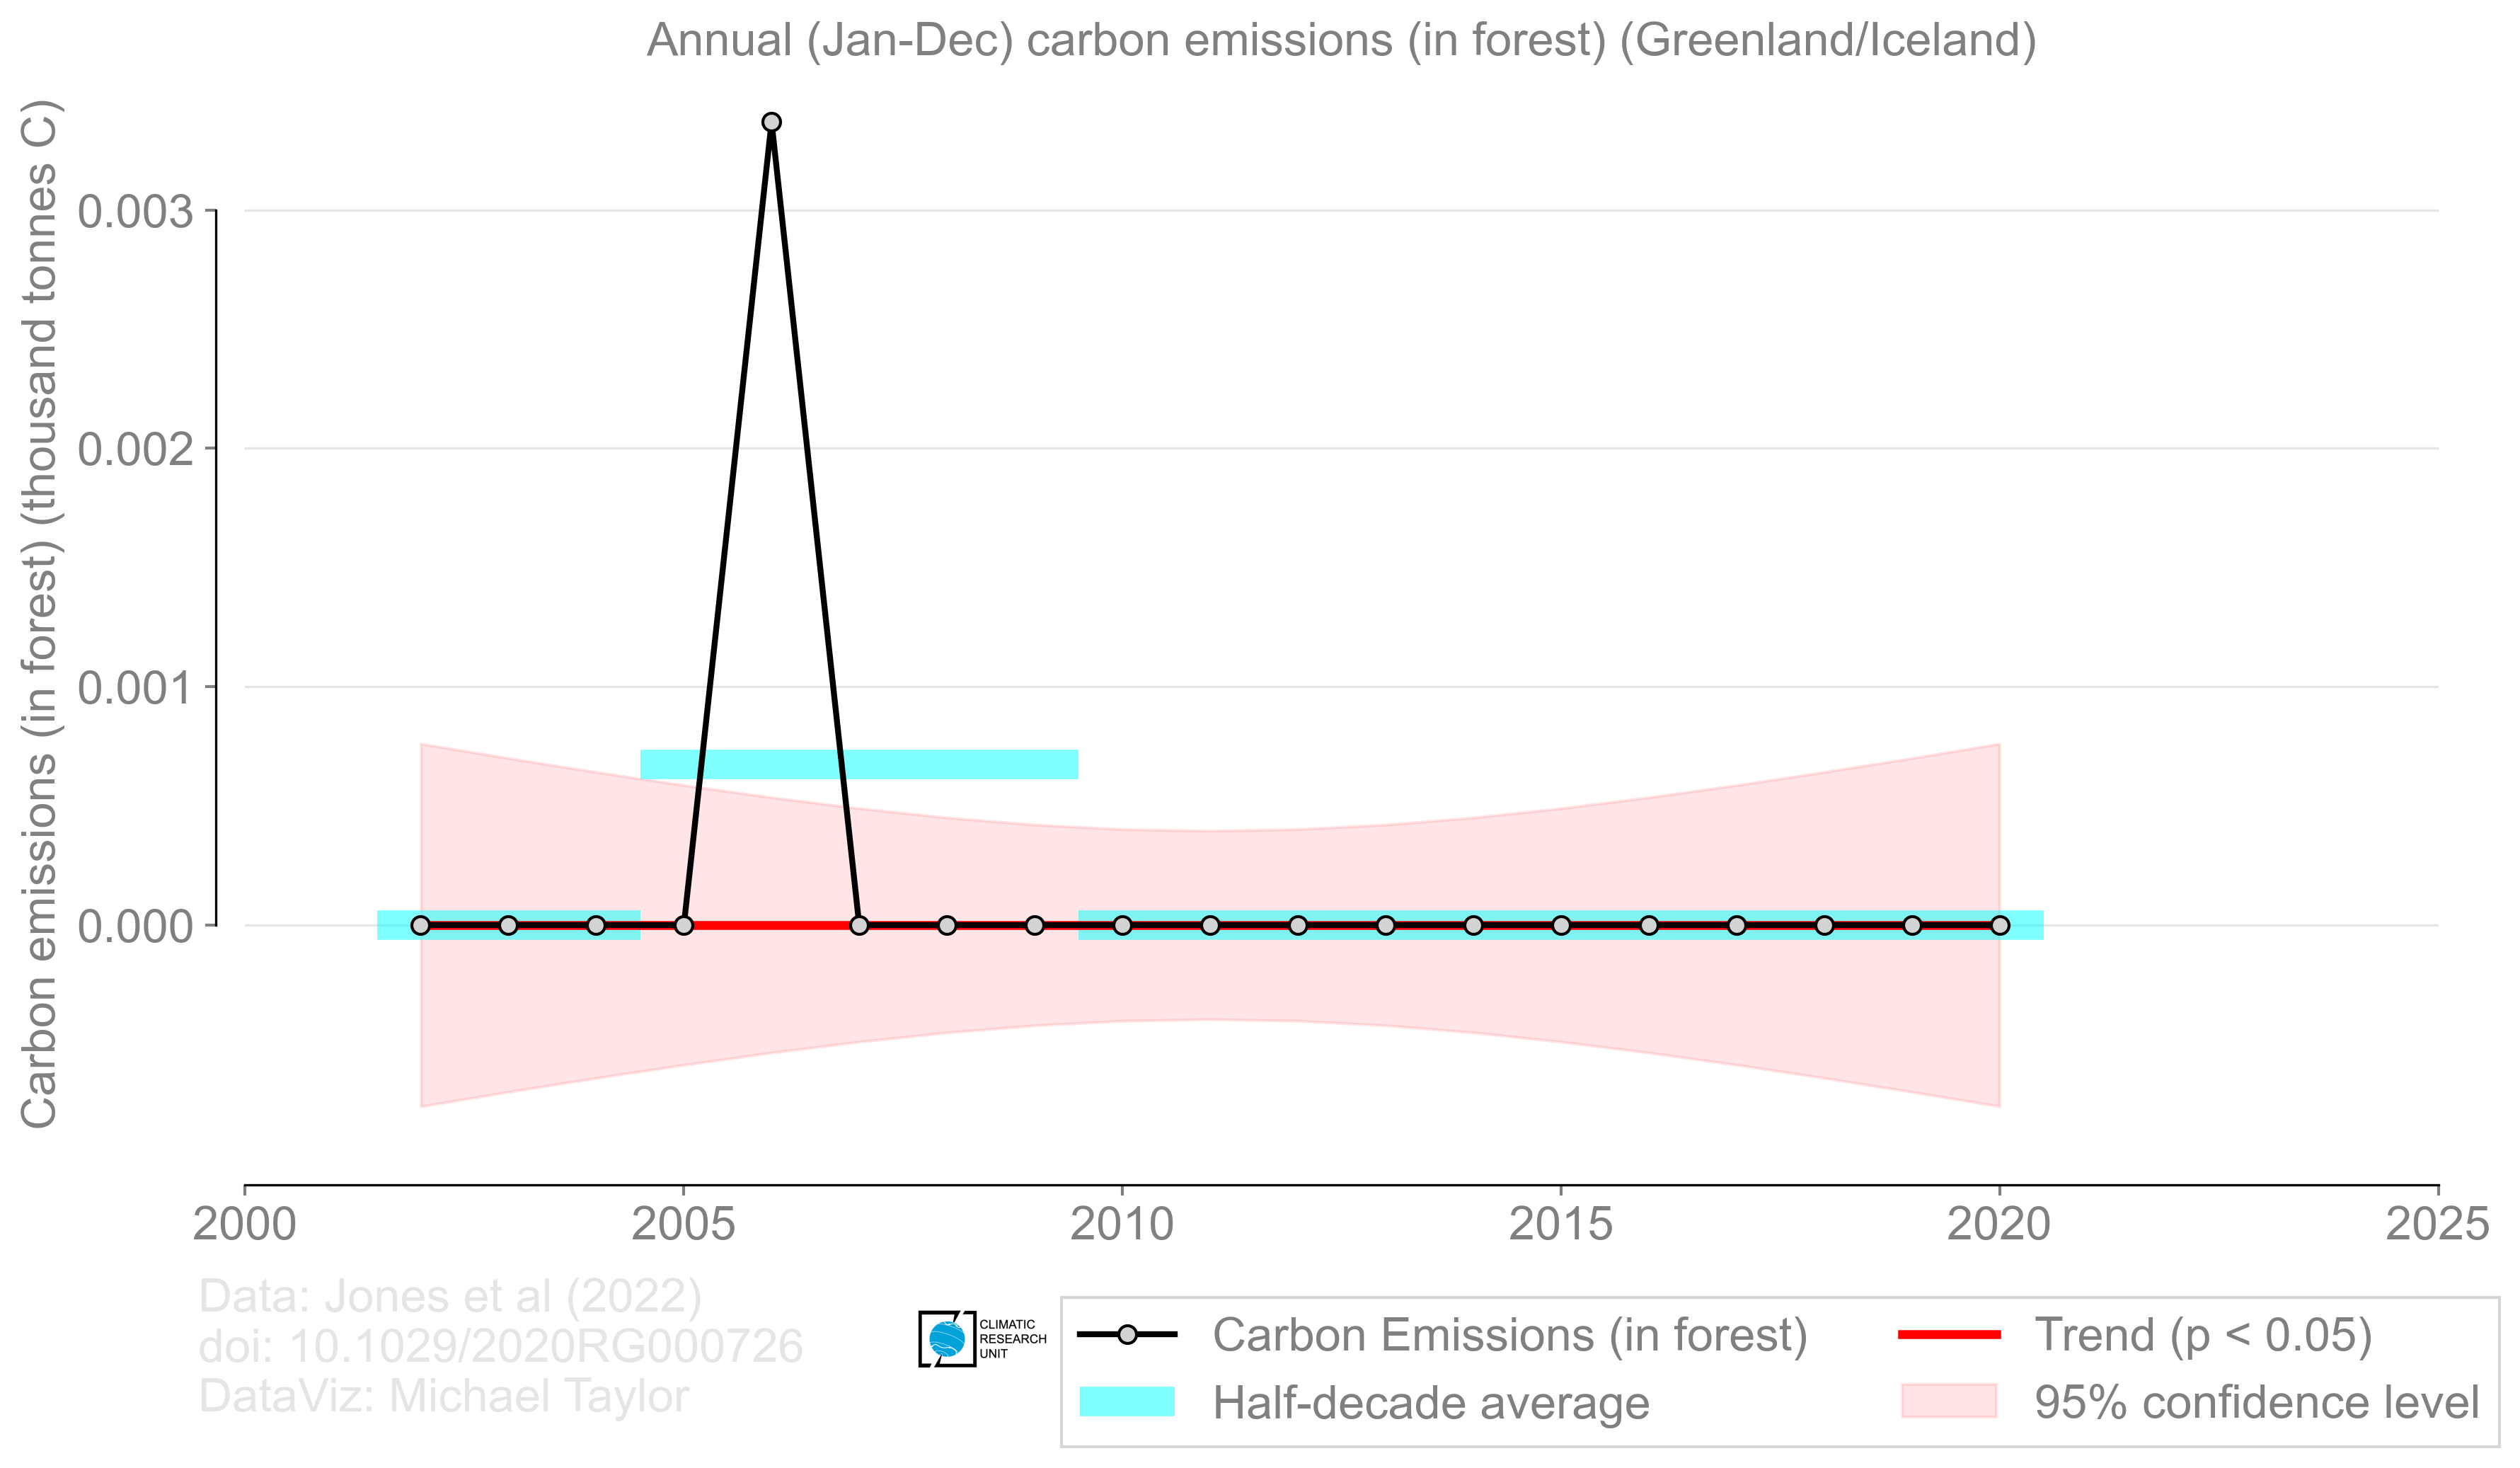 Annual (Jan-Dec) carbon emissions (in forest) (Greenland/Iceland)
Carbon emissions (in forest) (thousand tonnes C)
0.003
0.002
0.001
0.000
2000
2005
2010
2015
2020
2025
Data: Jones et al (2022)
doi: 10.1029/2020RG000726
DataViz: Michael Taylor
CLIMATIC
RESEARCH
UNIT
Carbon Emissions (in forest)
Half-decade average
Trend (p < 0.05)
95% confidence level